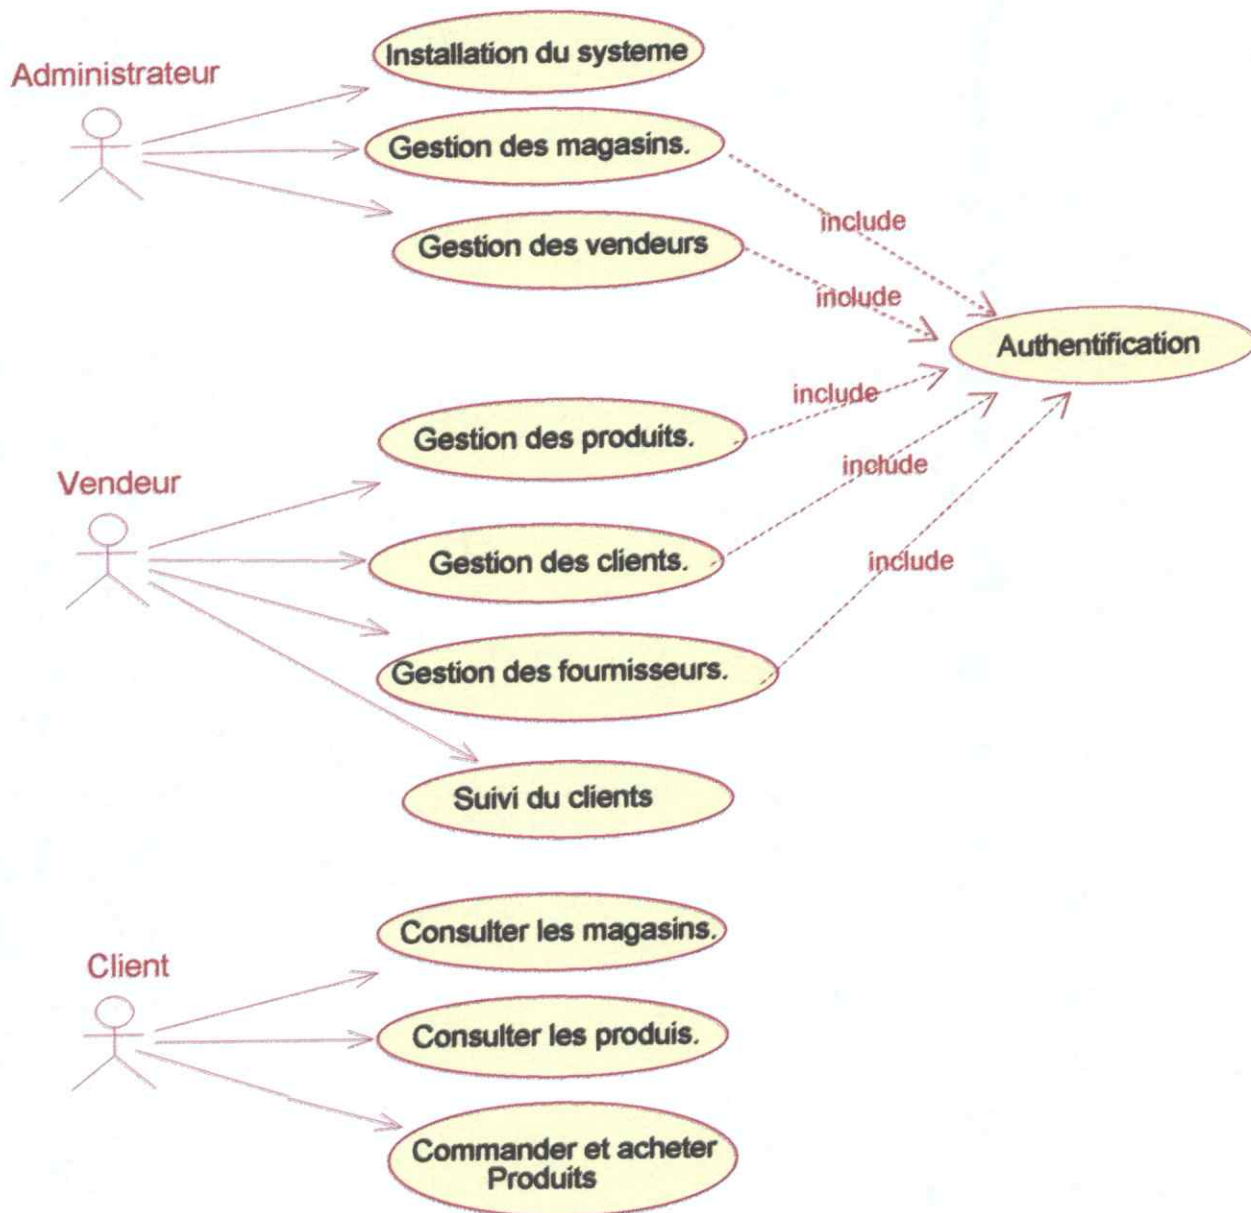 Installation du systeme
Administrateur
Gestion des magasins.
include
Gestion des vendeurs
include
Authentification
include
Gestion des produits.
include
Vendeur
Gestion des clients.
include
Gestion des fournisseurs.
Suivi du clients
Consulter les magasins.
Client
Consulter les produis.
Commander et acheter
Produits